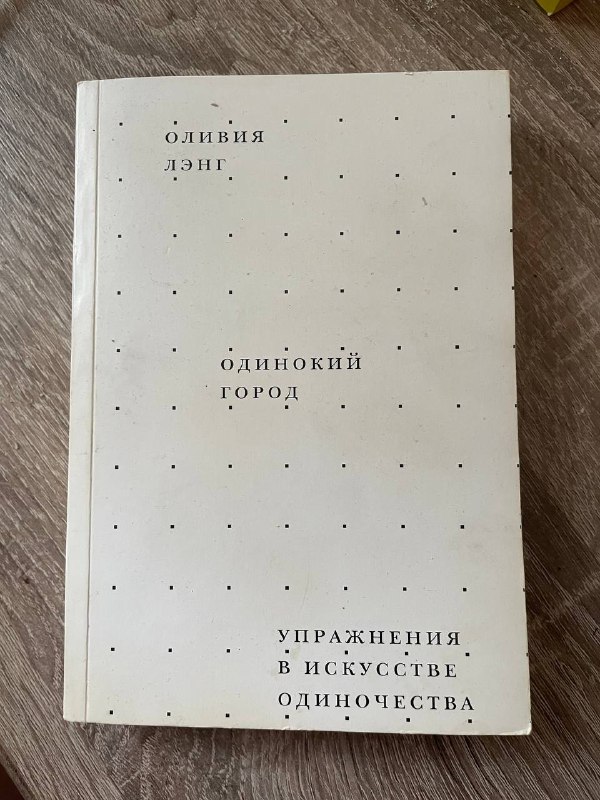 ОЛИВИЯ
ЛЭНГ
ОДИНОКИЙ
ГОРОД
УПРАЖНЕНИЯ
В ИСКУССТВЕ
ОДИНОЧЕСТВА